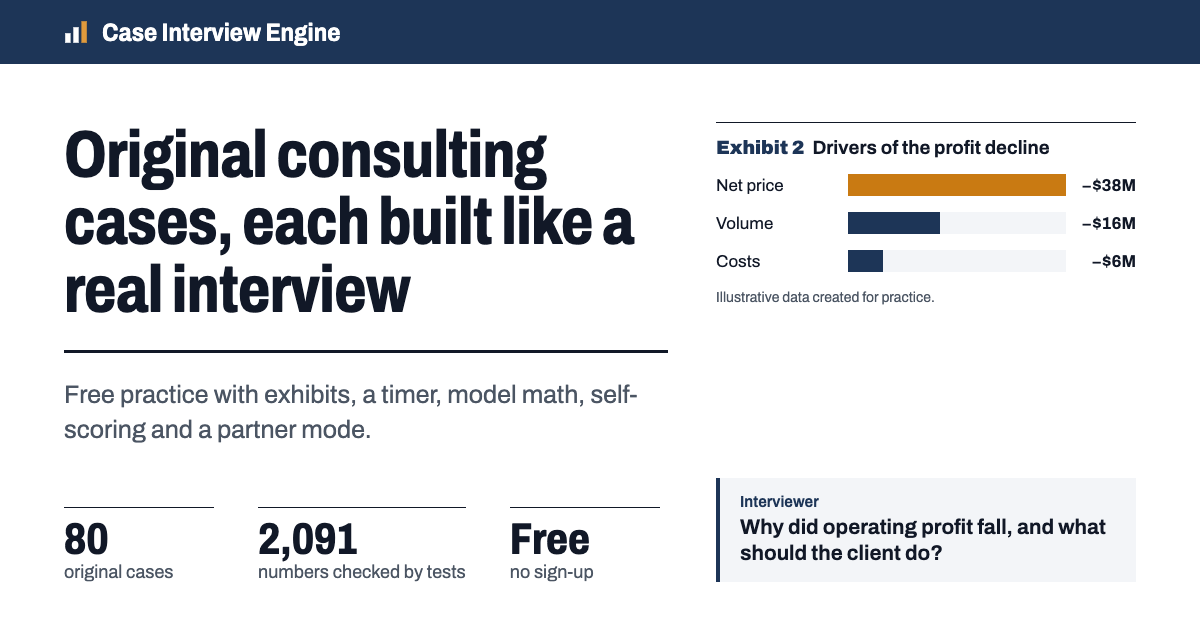 Case Interview Engine
Original consulting
cases, each built like a
real interview
Free practice with exhibits, a timer, model math, self-
scoring and a partner mode.
80
original cases
2,091
numbers checked by tests
Free
no sign-up
Exhibit 2 Drivers of the profit decline
Net price –$38M
Volume –$16M
Costs –$6M
Illustrative data created for practice.
Interviewer
Why did operating profit fall, and what
should the client do?